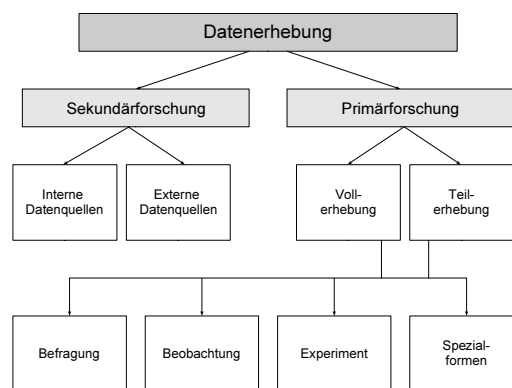 Datenerhebung
Sekundärforschung
Primärforschung
Interne
Datenquellen
Externe
Datenquellen
Voll-
erhebung
Teil-
erhebung
Befragung
Beobachtung
Experiment
Spezial-
formen